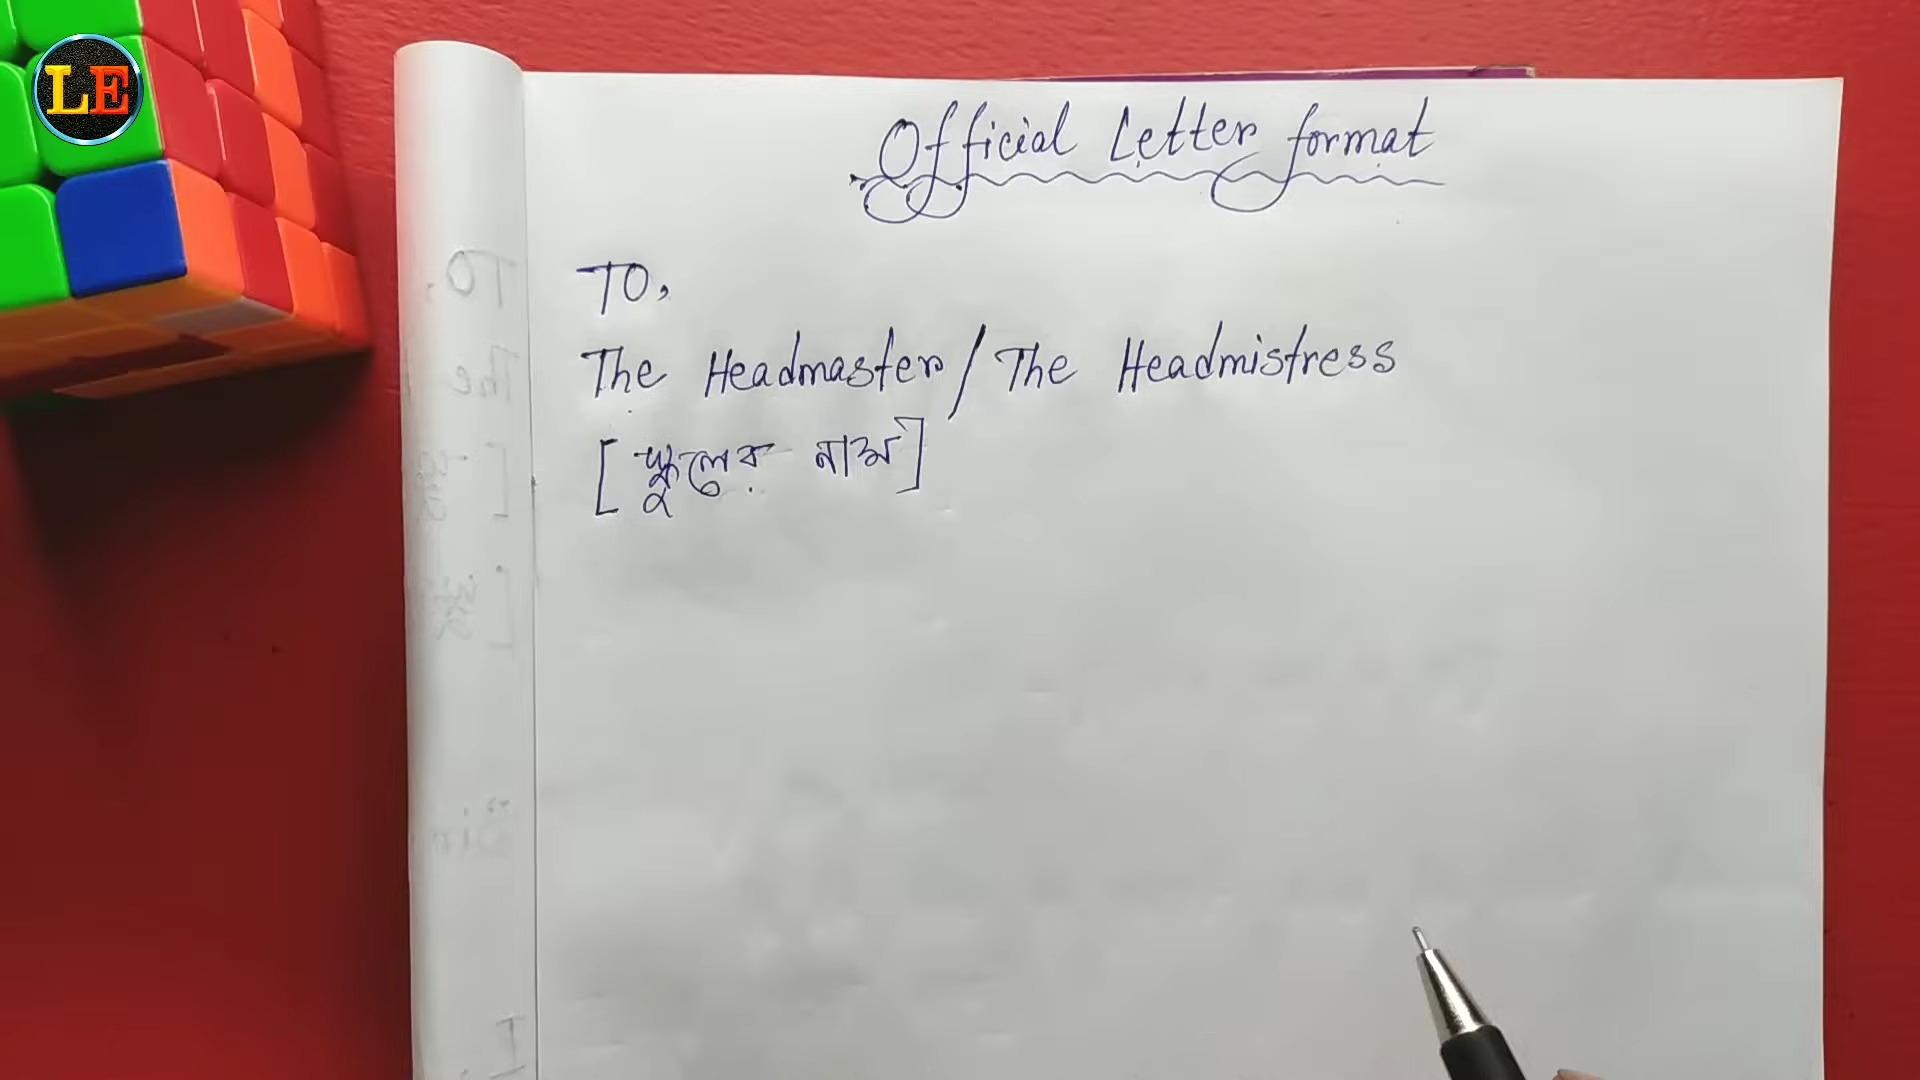 LE
Official Letter format
TO,
The Headmaster/The Headmistress
[স্কুলের নাম]